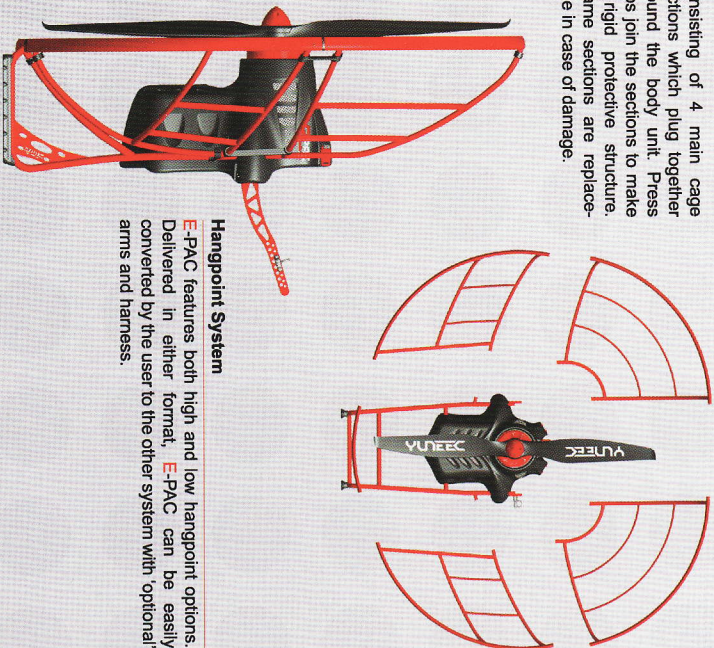 nsisting of 4 main cage
ctions which plug together
ound the body unit. Press
os join the sections to make
rigid protective structure.
ame sections are replace-
e in case of damage.
Hangpoint System
E-PAC features both high and low hangpoint options.
Delivered in either format, E-PAC can be easily
converted by the user to the other system with 'optional'
arms and harness.
YUNEEC
YUNEEC